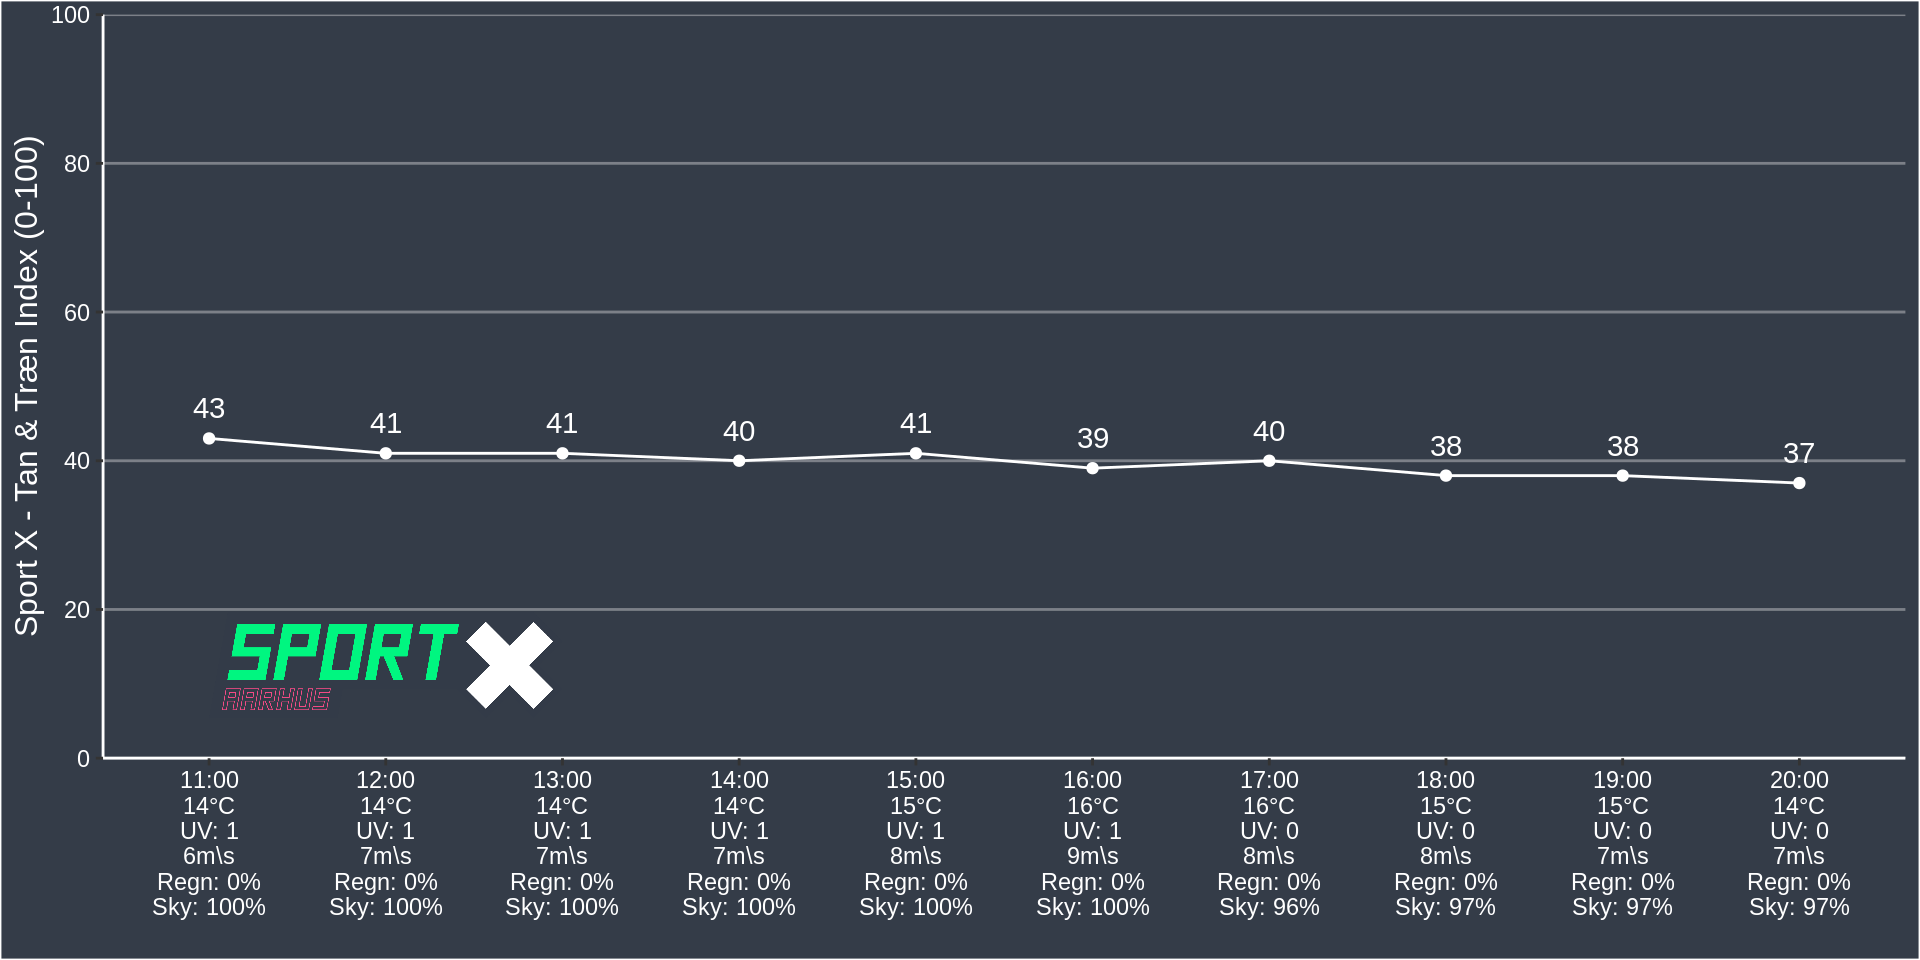 Sport X - Tan & Træn Index (0-100)
100
80
60
40
20
0
43
41
41
40
41
39
40
38
38
37
SPORT X
AARHUS
11:00 12:00 13:00 14:00 15:00 16:00 17:00 18:00 19:00 20:00
14°C 14°C 14°C 14°C 15°C 16°C 16°C 15°C 15°C 14°C
UV: 1 UV: 1 UV: 1 UV: 1 UV: 1 UV: 1 UV: 0 UV: 0 UV: 0 UV: 0
6m\s 7m\s 7m\s 7m\s 8m\s 9m\s 8m\s 8m\s 7m\s 7m\s
Regn: 0% Regn: 0% Regn: 0% Regn: 0% Regn: 0% Regn: 0% Regn: 0% Regn: 0% Regn: 0% Regn: 0%
Sky: 100% Sky: 100% Sky: 100% Sky: 100% Sky: 100% Sky: 100% Sky: 96% Sky: 97% Sky: 97% Sky: 97%